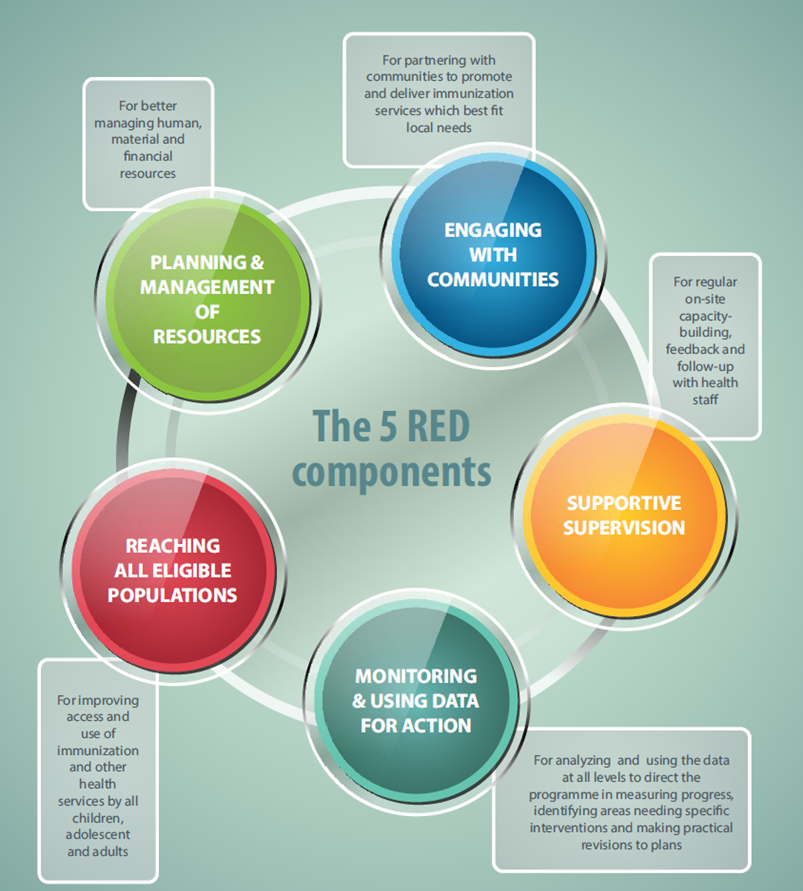 For partnering with
communities to promote
and deliver immunization
services which best fit
local needs
For better
managing human,
material and
financial
resources
PLANNING &
MANAGEMENT
OF
RESOURCES
ENGAGING
WITH
COMMUNITIES
For regular
on-site
capacity-
building,
feedback and
follow-up
with health
staff
The 5 RED
components
SUPPORTIVE
SUPERVISION
REACHING
ALL ELIGIBLE
POPULATIONS
MONITORING
& USING DATA
FOR ACTION
For improving
access and
use of
immunization
and other
health
services by all
children,
adolescent
and adults
For analyzing and using the data
at all levels to direct the
programme in measuring progress,
identifying areas needing specific
interventions and making practical
revisions to plans